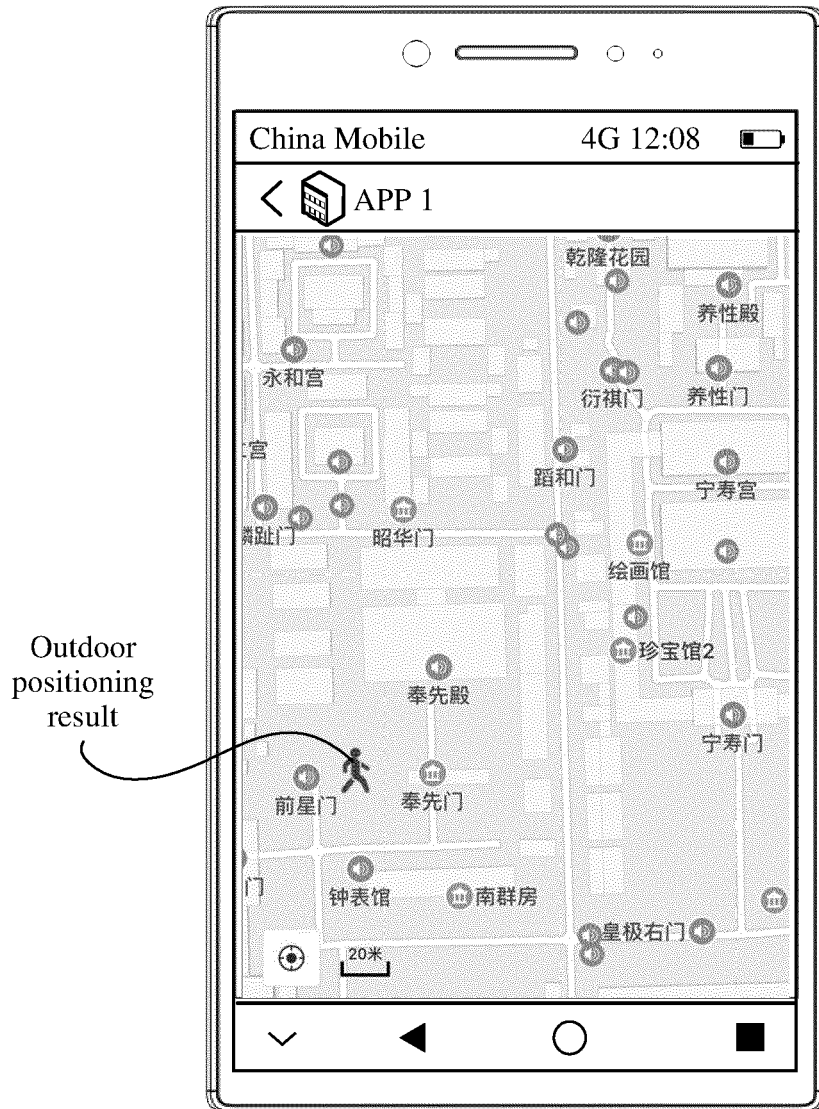 China Mobile
4G 12:08
APP 1
乾隆花园
养性殿
永和宫
衍祺门
养性门
宫
蹈和门
宁寿宫
趾门
昭华门
绘画馆
珍宝馆2
Outdoor
positioning
result
奉先殿
宁寿门
前星门
奉先门
门
钟表馆
南群房
皇极右门
20米